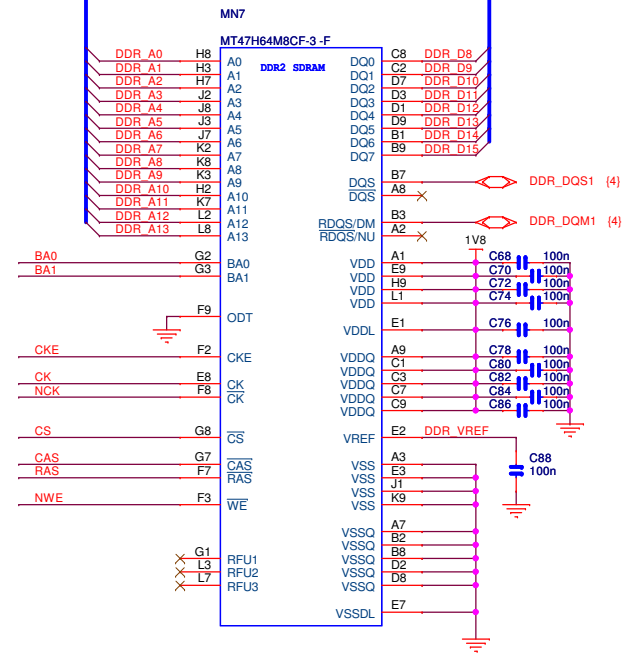 MN7
MT47H64M8CF-3 -F
DDR2 SDRAM
DDR_A0 H8 A0 DQ0 C8 DDR_D8
DDR_A1 H3 A1 DQ1 C2 DDR_D9
DDR_A2 H7 A2 DQ2 D7 DDR_D10
DDR_A3 J2 A3 DQ3 D3 DDR_D11
DDR_A4 J8 A4 DQ4 D1 DDR_D12
DDR_A5 J3 A5 DQ5 D9 DDR_D13
DDR_A6 J7 A6 DQ6 B1 DDR_D14
DDR_A7 K2 A7 DQ7 B9 DDR_D15
DDR_A8 K8 A8
DDR_A9 K3 A9 DQS B7 DDR_DQS1 {4}
DDR_A10 H2 A10 DQS A8
DDR_A11 K7 A11
DDR_A12 L2 A12 RDQS/DM B3 DDR_DQM1 {4}
DDR_A13 L8 A13 RDQS/NU A2
1V8
BA0 G2 BA0 VDD A1 C68 100n
BA1 G3 BA1 VDD E9 C70 100n
VDD H9 C72 100n
VDD L1 C74 100n
F9 ODT
VDDL E1 C76 100n
CKE F2 CKE VDDQ A9 C78 100n
VDDQ C1 C80 100n
CK E8 CK VDDQ C3 C82 100n
NCK F8 CK VDDQ C7 C84 100n
VDDQ C9 C86 100n
CS G8 CS VREF E2 DDR_VREF
C88
100n
CAS G7 CAS VSS A3
RAS F7 RAS VSS E3
VSS J1
NWE F3 WE VSS K9
VSSQ A7
VSSQ B2
G1 RFU1 VSSQ B8
L3 RFU2 VSSQ D2
L7 RFU3 VSSQ D8
VSSDL E7